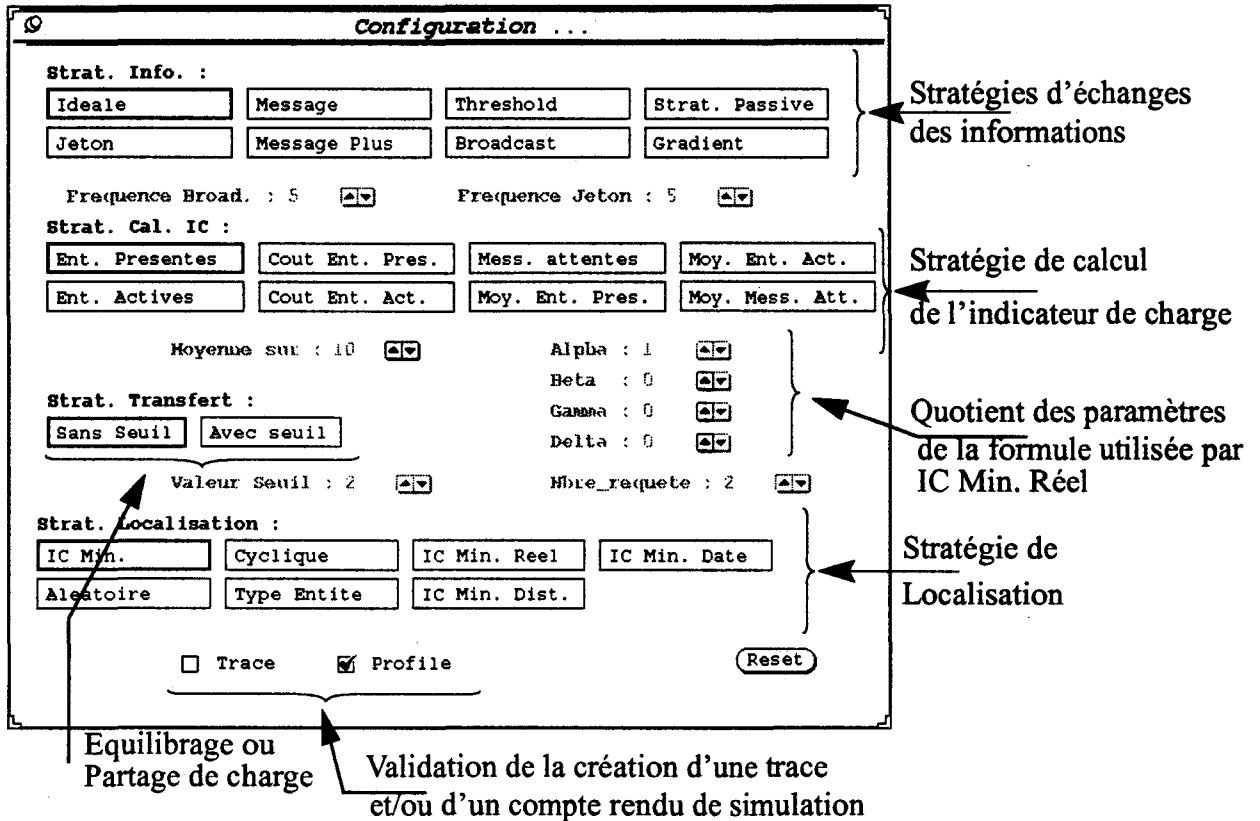 Configuration ...
Strat. Info. :
Ideale Message Threshold Strat. Passive
Jeton Message Plus Broadcast Gradient
Frequence Broad. : 5 Frequence Jeton : 5
Stratégies d'échanges
des informations
Strat. Cal. IC :
Ent. Presentes Cout Ent. Pres. Mess. attentes Moy. Ent. Act.
Ent. Actives Cout Ent. Act. Moy. Ent. Pres. Moy. Mess. Att.
Stratégie de calcul
de l'indicateur de charge
Moyenne sur : 10 Alpha : 1
Beta : 0
Gamma : 0
Delta : 0
Quotient des paramètres
de la formule utilisée par
IC Min. Réel
Strat. Transfert :
Sans Seuil Avec seuil
Valeur Seuil : 2 Nbre_requete : 2
Strat. Localisation :
IC Min. Cyclique IC Min. Reel IC Min. Date
Aleatoire Type Entite IC Min. Dist.
Stratégie de
Localisation
Trace Profile Reset
Equilibrage ou
Partage de charge
Validation de la création d'une trace
et/ou d'un compte rendu de simulation